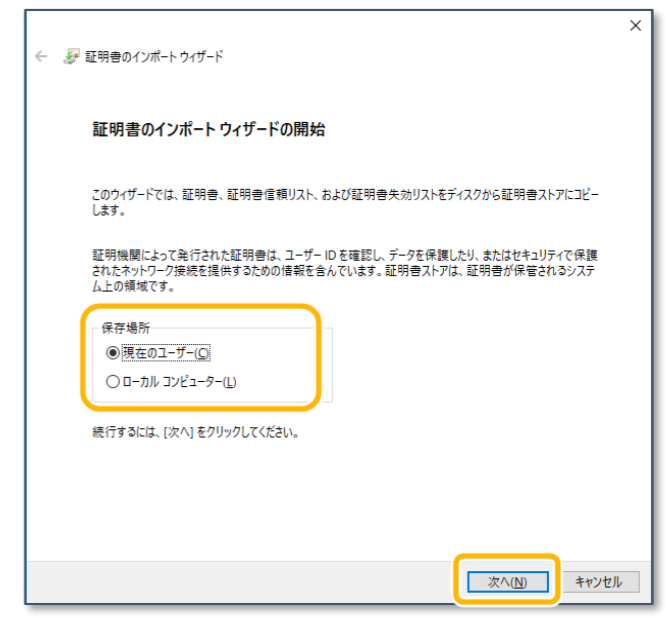 証明書のインポート ウィザード
証明書のインポート ウィザードの開始
このウィザードでは、証明書、証明書信頼リスト、および証明書失効リストをディスクから証明書ストアにコピー
します。
証明機関によって発行された証明書は、ユーザー ID を確認し、データを保護したり、またはセキュリティで保護
されたネットワーク接続を提供するための情報を含んでいます。証明書ストアは、証明書が保管されるシステ
ム上の領域です。
保存場所
現在のユーザー(C)
ローカル コンピューター(L)
続行するには、[次へ] をクリックしてください。
次へ(N)
キャンセル